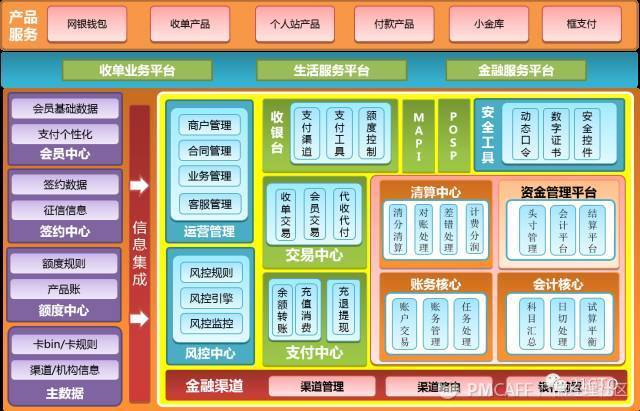 产品服务
网银钱包
收单产品
个人站产品
付款产品
小金库
框支付
收单业务平台
生活服务平台
金融服务平台
会员基础数据
支付个性化
会员中心
签约数据
征信信息
签约中心
额度规则
产品账
额度中心
卡bin/卡规则
渠道/机构信息
主数据
信息集成
商户管理
合同管理
业务管理
客服管理
运营管理
风控规则
风控引擎
风控监控
风控中心
收银台
支付渠道
支付工具
额度控制
MAPI
POSP
安全工具
动态口令
数字证书
安全控件
收单交易
会员交易
代收代付
交易中心
余额转账
充值消费
充退提现
支付中心
清算中心
清分清算
对账处理
差错处理
计费分润
资金管理平台
头寸管理
会计平台
结算平台
账务核心
账户交易
账务管理
任务处理
会计核心
科目汇总
日切处理
试算平衡
金融渠道
渠道管理
渠道路由
PMCAFF